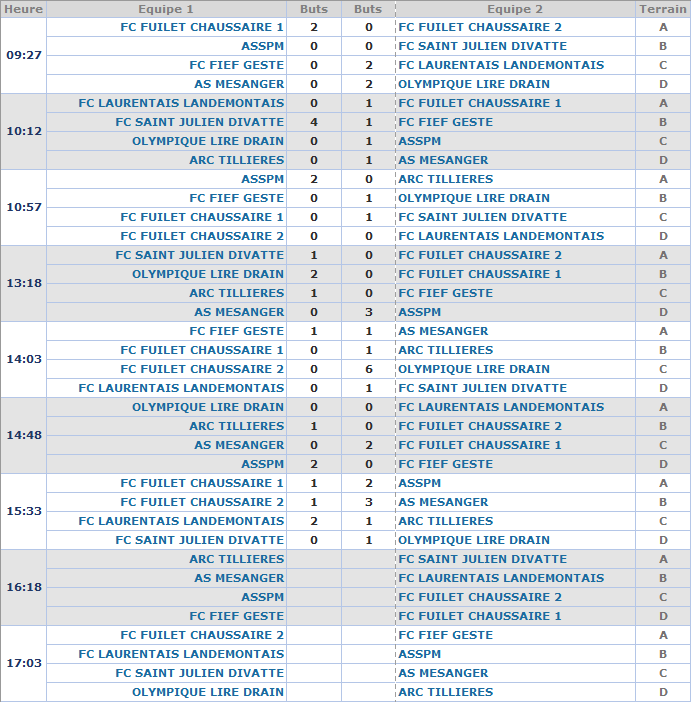 Heure Equipe 1 Buts Buts Equipe 2 Terrain
FC FUILET CHAUSSAIRE 1 2 0 FC FUILET CHAUSSAIRE 2 A
ASSPM 0 0 FC SAINT JULIEN DIVATTE B
09:27
FC FIEF GESTE 0 2 FC LAURENTAIS LANDEMONTAIS C
AS MESANGER 0 2 OLYMPIQUE LIRE DRAIN D
FC LAURENTAIS LANDEMONTAIS 0 1 FC FUILET CHAUSSAIRE 1 A
FC SAINT JULIEN DIVATTE 4 1 FC FIEF GESTE B
10:12
OLYMPIQUE LIRE DRAIN 0 1 ASSPM C
ARC TILLIERES 0 1 AS MESANGER D
ASSPM 2 0 ARC TILLIERES A
FC FIEF GESTE 0 1 OLYMPIQUE LIRE DRAIN B
10:57
FC FUILET CHAUSSAIRE 1 0 1 FC SAINT JULIEN DIVATTE C
FC FUILET CHAUSSAIRE 2 0 0 FC LAURENTAIS LANDEMONTAIS D
FC SAINT JULIEN DIVATTE 1 0 FC FUILET CHAUSSAIRE 2 A
OLYMPIQUE LIRE DRAIN 2 0 FC FUILET CHAUSSAIRE 1 B
13:18
ARC TILLIERES 1 0 FC FIEF GESTE C
AS MESANGER 0 3 ASSPM D
FC FIEF GESTE 1 1 AS MESANGER A
FC FUILET CHAUSSAIRE 1 0 1 ARC TILLIERES B
14:03
FC FUILET CHAUSSAIRE 2 0 6 OLYMPIQUE LIRE DRAIN C
FC LAURENTAIS LANDEMONTAIS 0 1 FC SAINT JULIEN DIVATTE D
OLYMPIQUE LIRE DRAIN 0 0 FC LAURENTAIS LANDEMONTAIS A
ARC TILLIERES 1 0 FC FUILET CHAUSSAIRE 2 B
14:48
AS MESANGER 0 2 FC FUILET CHAUSSAIRE 1 C
ASSPM 2 0 FC FIEF GESTE D
FC FUILET CHAUSSAIRE 1 1 2 ASSPM A
FC FUILET CHAUSSAIRE 2 1 3 AS MESANGER B
15:33
FC LAURENTAIS LANDEMONTAIS 2 1 ARC TILLIERES C
FC SAINT JULIEN DIVATTE 0 1 OLYMPIQUE LIRE DRAIN D
ARC TILLIERES FC SAINT JULIEN DIVATTE A
AS MESANGER FC LAURENTAIS LANDEMONTAIS B
16:18
ASSPM FC FUILET CHAUSSAIRE 2 C
FC FIEF GESTE FC FUILET CHAUSSAIRE 1 D
FC FUILET CHAUSSAIRE 2 FC FIEF GESTE A
FC LAURENTAIS LANDEMONTAIS ASSPM B
17:03
FC SAINT JULIEN DIVATTE AS MESANGER C
OLYMPIQUE LIRE DRAIN ARC TILLIERES D